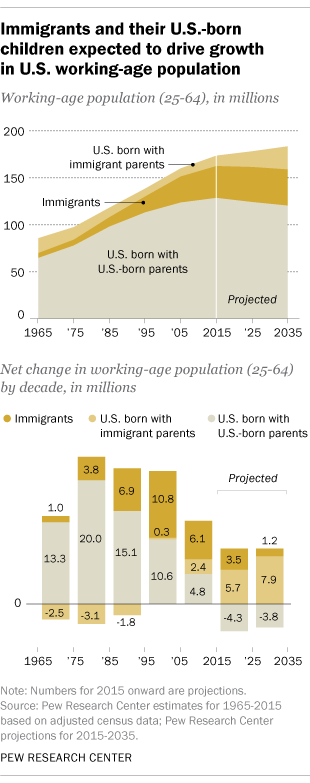 Immigrants and their U.S.-born
children expected to drive growth
in U.S. working-age population
Working-age population (25-64), in millions
200
150
100
50
0
U.S. born with
immigrant parents
Immigrants
U.S. born with
U.S.-born parents
Projected
1965 '75 '85 '95 '05 2015 '25 2035
Net change in working-age population (25-64)
by decade, in millions
Immigrants
U.S. born with
immigrant parents
U.S. born with
U.S.-born parents
Projected
1.0
13.3
-2.5
3.8
20.0
-3.1
6.9
15.1
-1.8
10.8
0.3
10.6
6.1
2.4
4.8
3.5
5.7
-4.3
1.2
7.9
-3.8
0
1965 '75 '85 '95 '05 2015 '25 2035
Note: Numbers for 2015 onward are projections.
Source: Pew Research Center estimates for 1965-2015
based on adjusted census data; Pew Research Center
projections for 2015-2035.
PEW RESEARCH CENTER